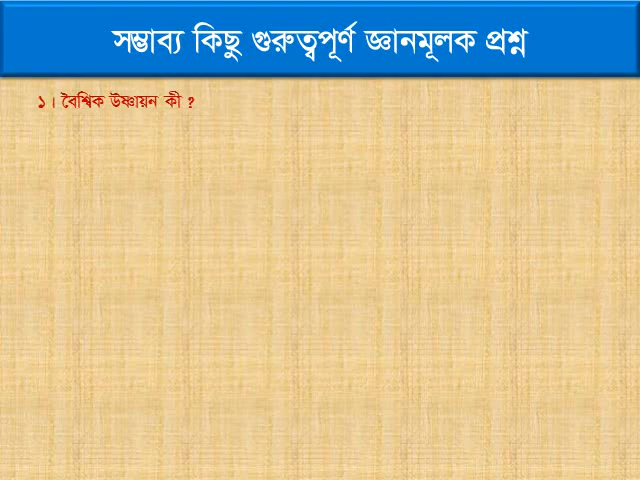 সম্ভাব্য কিছু গুরুত্বপূর্ণ জ্ঞানমূলক প্রশ্ন
১। বৈশ্বিক উষ্ণায়ন কী ?